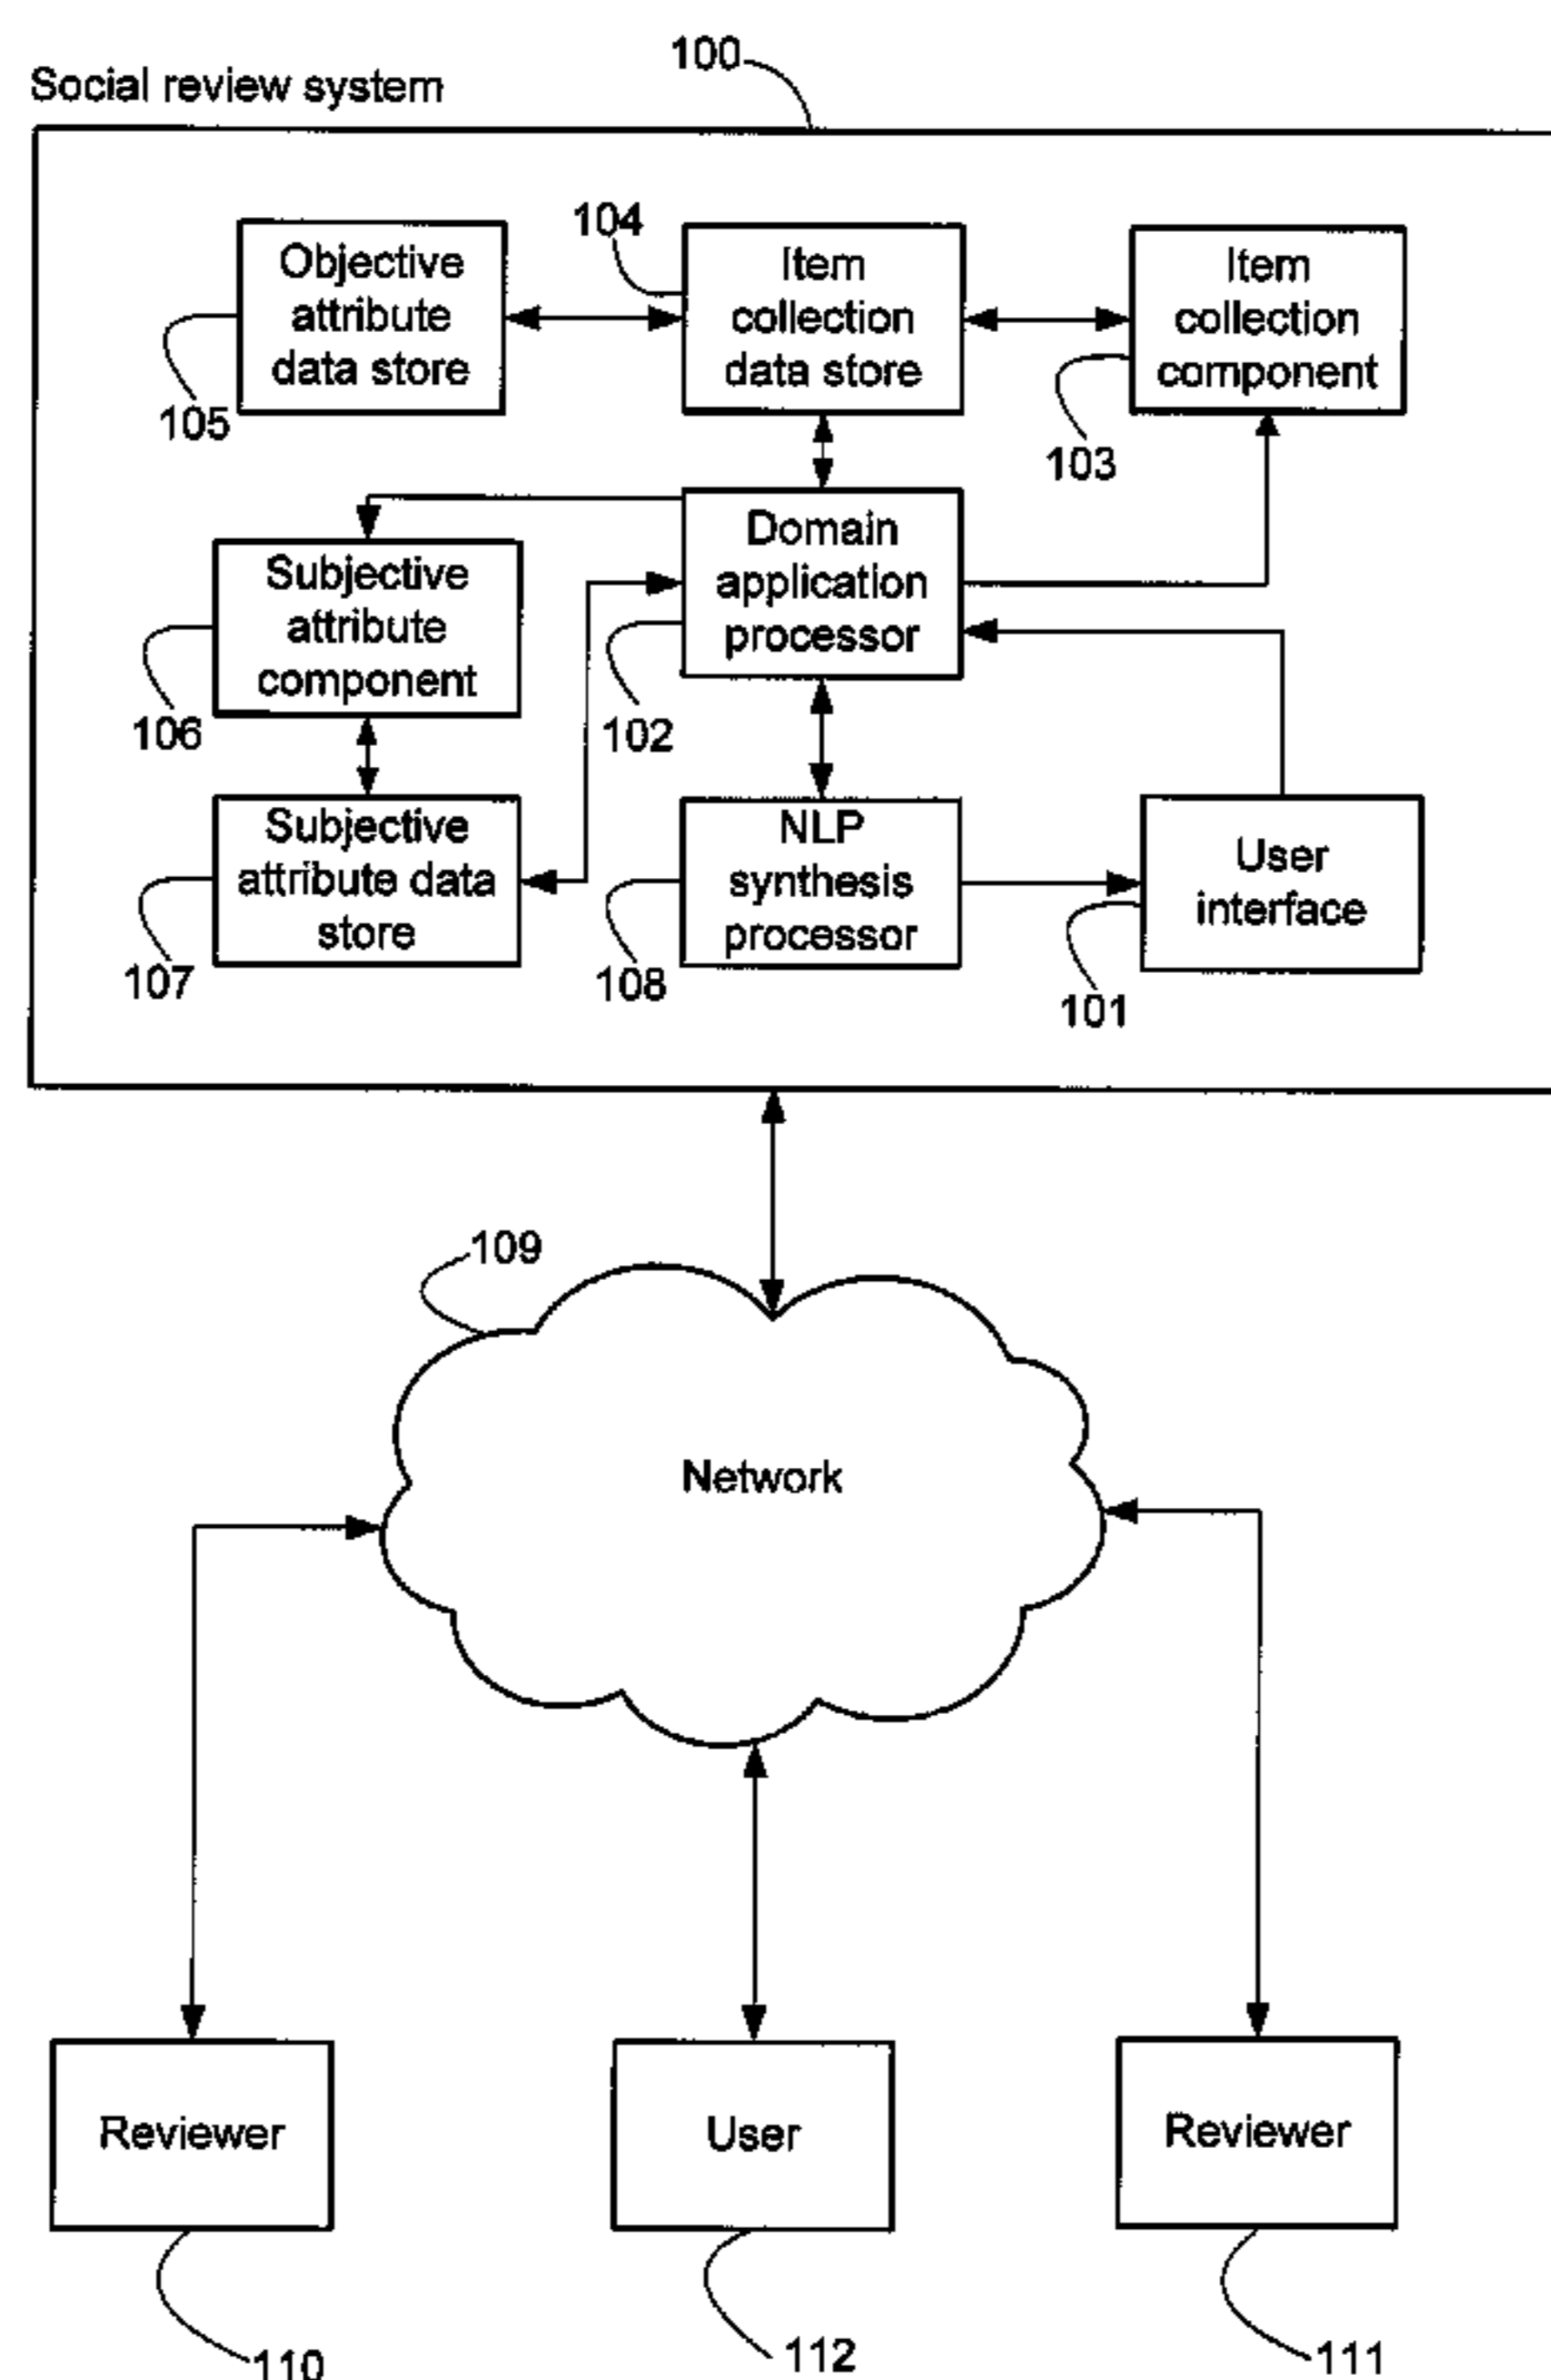 100
Social review system
Objective
attribute
data store
105
104
Item
collection
data store
Item
collection
component
103
Subjective
attribute
component
106
Domain
application
processor
102
Subjective
attribute data
store
107
NLP
synthesis
processor
108
User
interface
101
109
Network
Reviewer
User
Reviewer
110
112
111